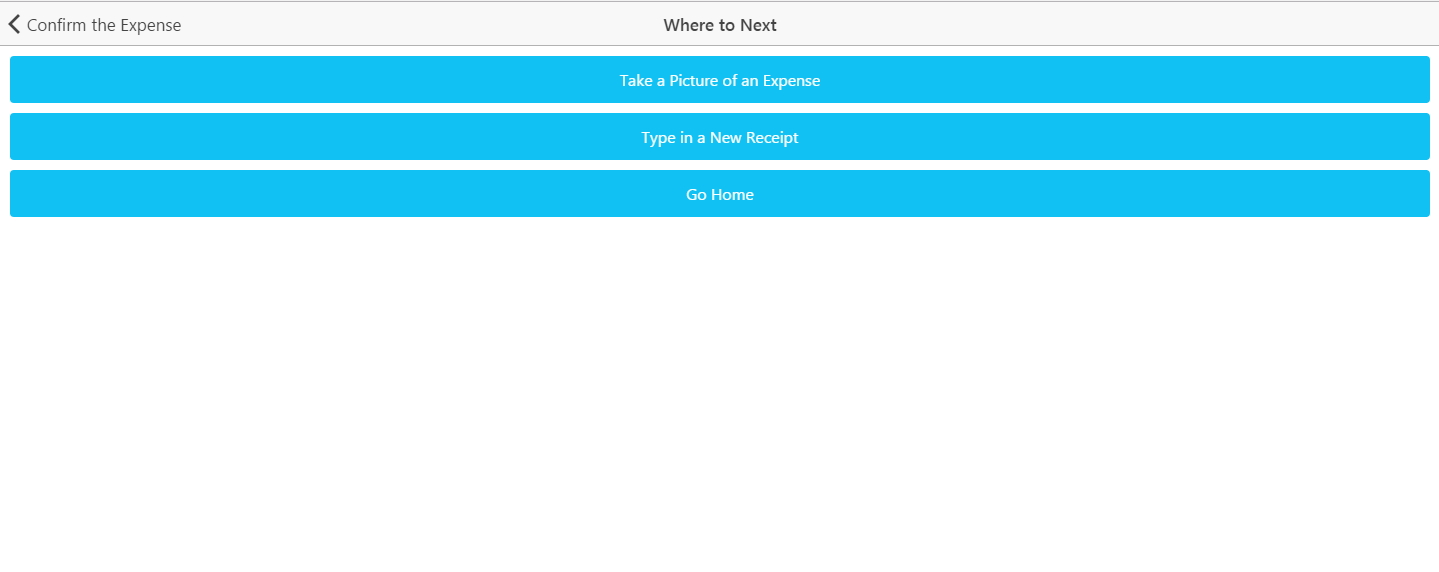 Confirm the Expense
Where to Next
Take a Picture of an Expense
Type in a New Receipt
Go Home